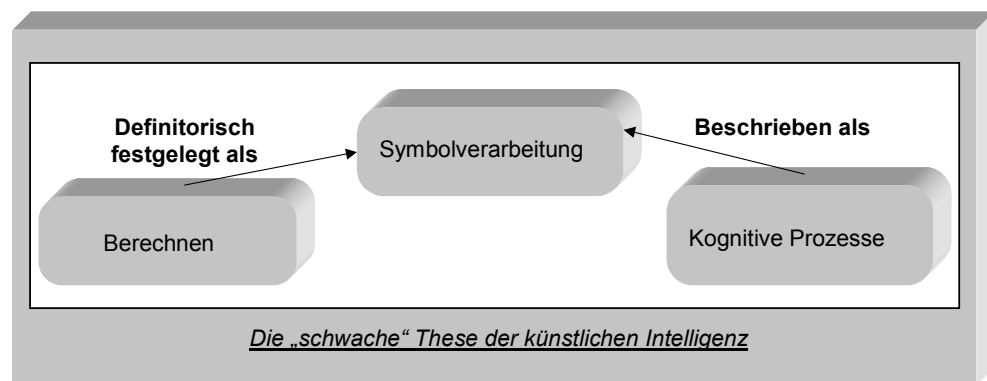 Definitorisch
festgelegt als
Symbolverarbeitung
Beschrieben als
Berechnen
Kognitive Prozesse
Die „schwache“ These der künstlichen Intelligenz